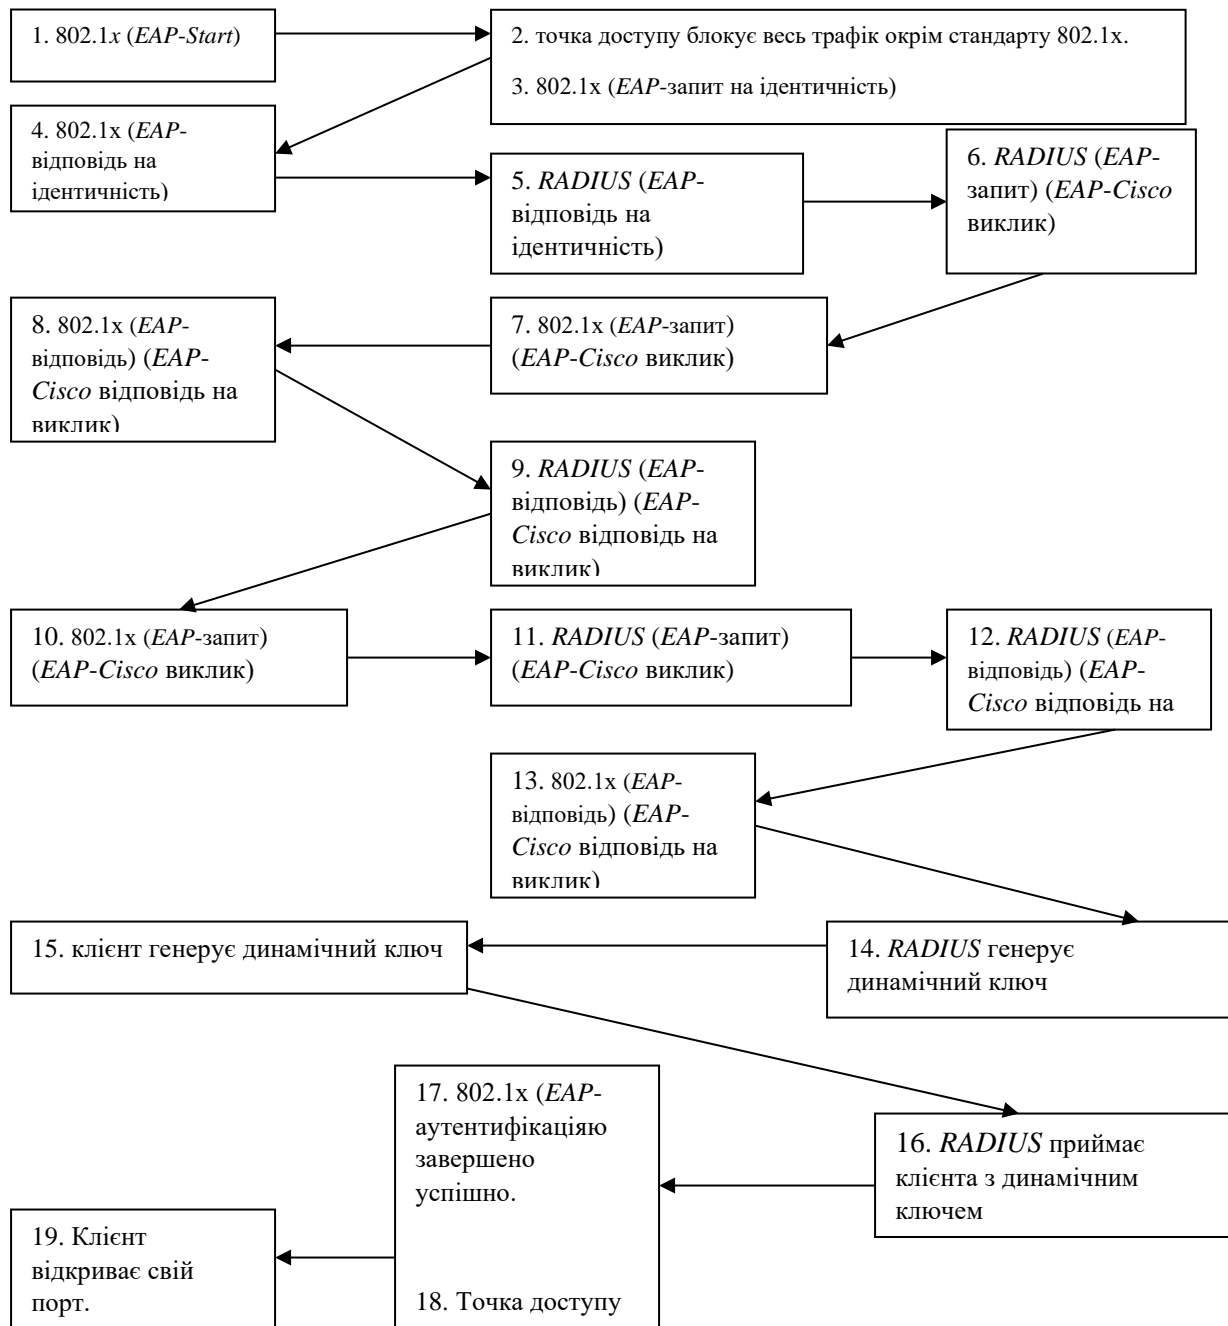 1. 802.1x (EAP-Start)
2. точка доступу блокує весь трафік окрім стандарту 802.1x.
3. 802.1x (EAP-запит на ідентичність)
4. 802.1x (EAP-
відповідь на
ідентичність)
5. RADIUS (EAP-
відповідь на
ідентичність)
6. RADIUS (EAP-
запит) (EAP-Cisco
виклик)
7. 802.1x (EAP-запит)
(EAP-Cisco виклик)
8. 802.1x (EAP-
відповідь) (EAP-
Cisco відповідь на
виклик)
9. RADIUS (EAP-
відповідь) (EAP-
Cisco відповідь на
виклик)
10. 802.1x (EAP-запит)
(EAP-Cisco виклик)
11. RADIUS (EAP-запит)
(EAP-Cisco виклик)
12. RADIUS (EAP-
відповідь) (EAP-
Cisco відповідь на
13. 802.1x (EAP-
відповідь) (EAP-
Cisco відповідь на
виклик)
14. RADIUS генерує
динамічний ключ
15. клієнт генерує динамічний ключ
16. RADIUS приймає
клієнта з динамічним
ключем
17. 802.1x (EAP-
аутентифікаціяю
завершено
успішно.
18. Точка доступу
19. Клієнт
відкриває свій
порт.